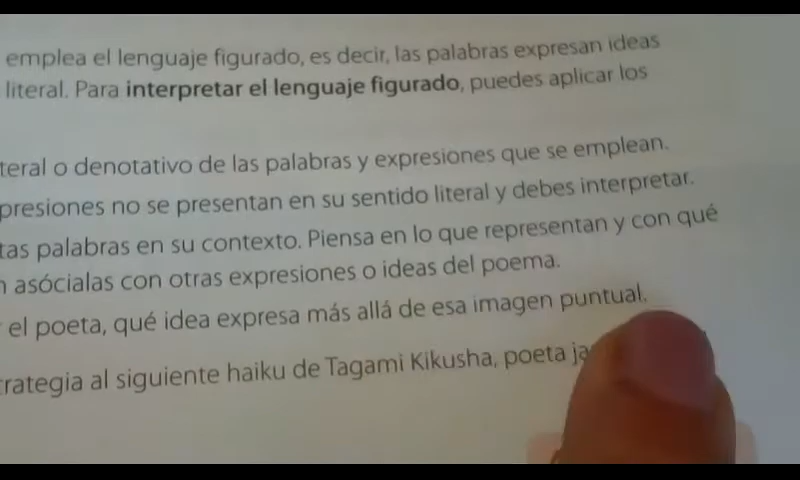 emplea el lenguaje figurado, es decir, las palabras expresan ideas
literal. Para interpretar el lenguaje figurado, puedes aplicar los
teral o denotativo de las palabras y expresiones que se emplean.
presiones no se presentan en su sentido literal y debes interpretar.
tas palabras en su contexto. Piensa en lo que representan y con qué
asócialas con otras expresiones o ideas del poema.
el poeta, qué idea expresa más allá de esa imagen puntual.
trategia al siguiente haiku de Tagami Kikusha, poeta